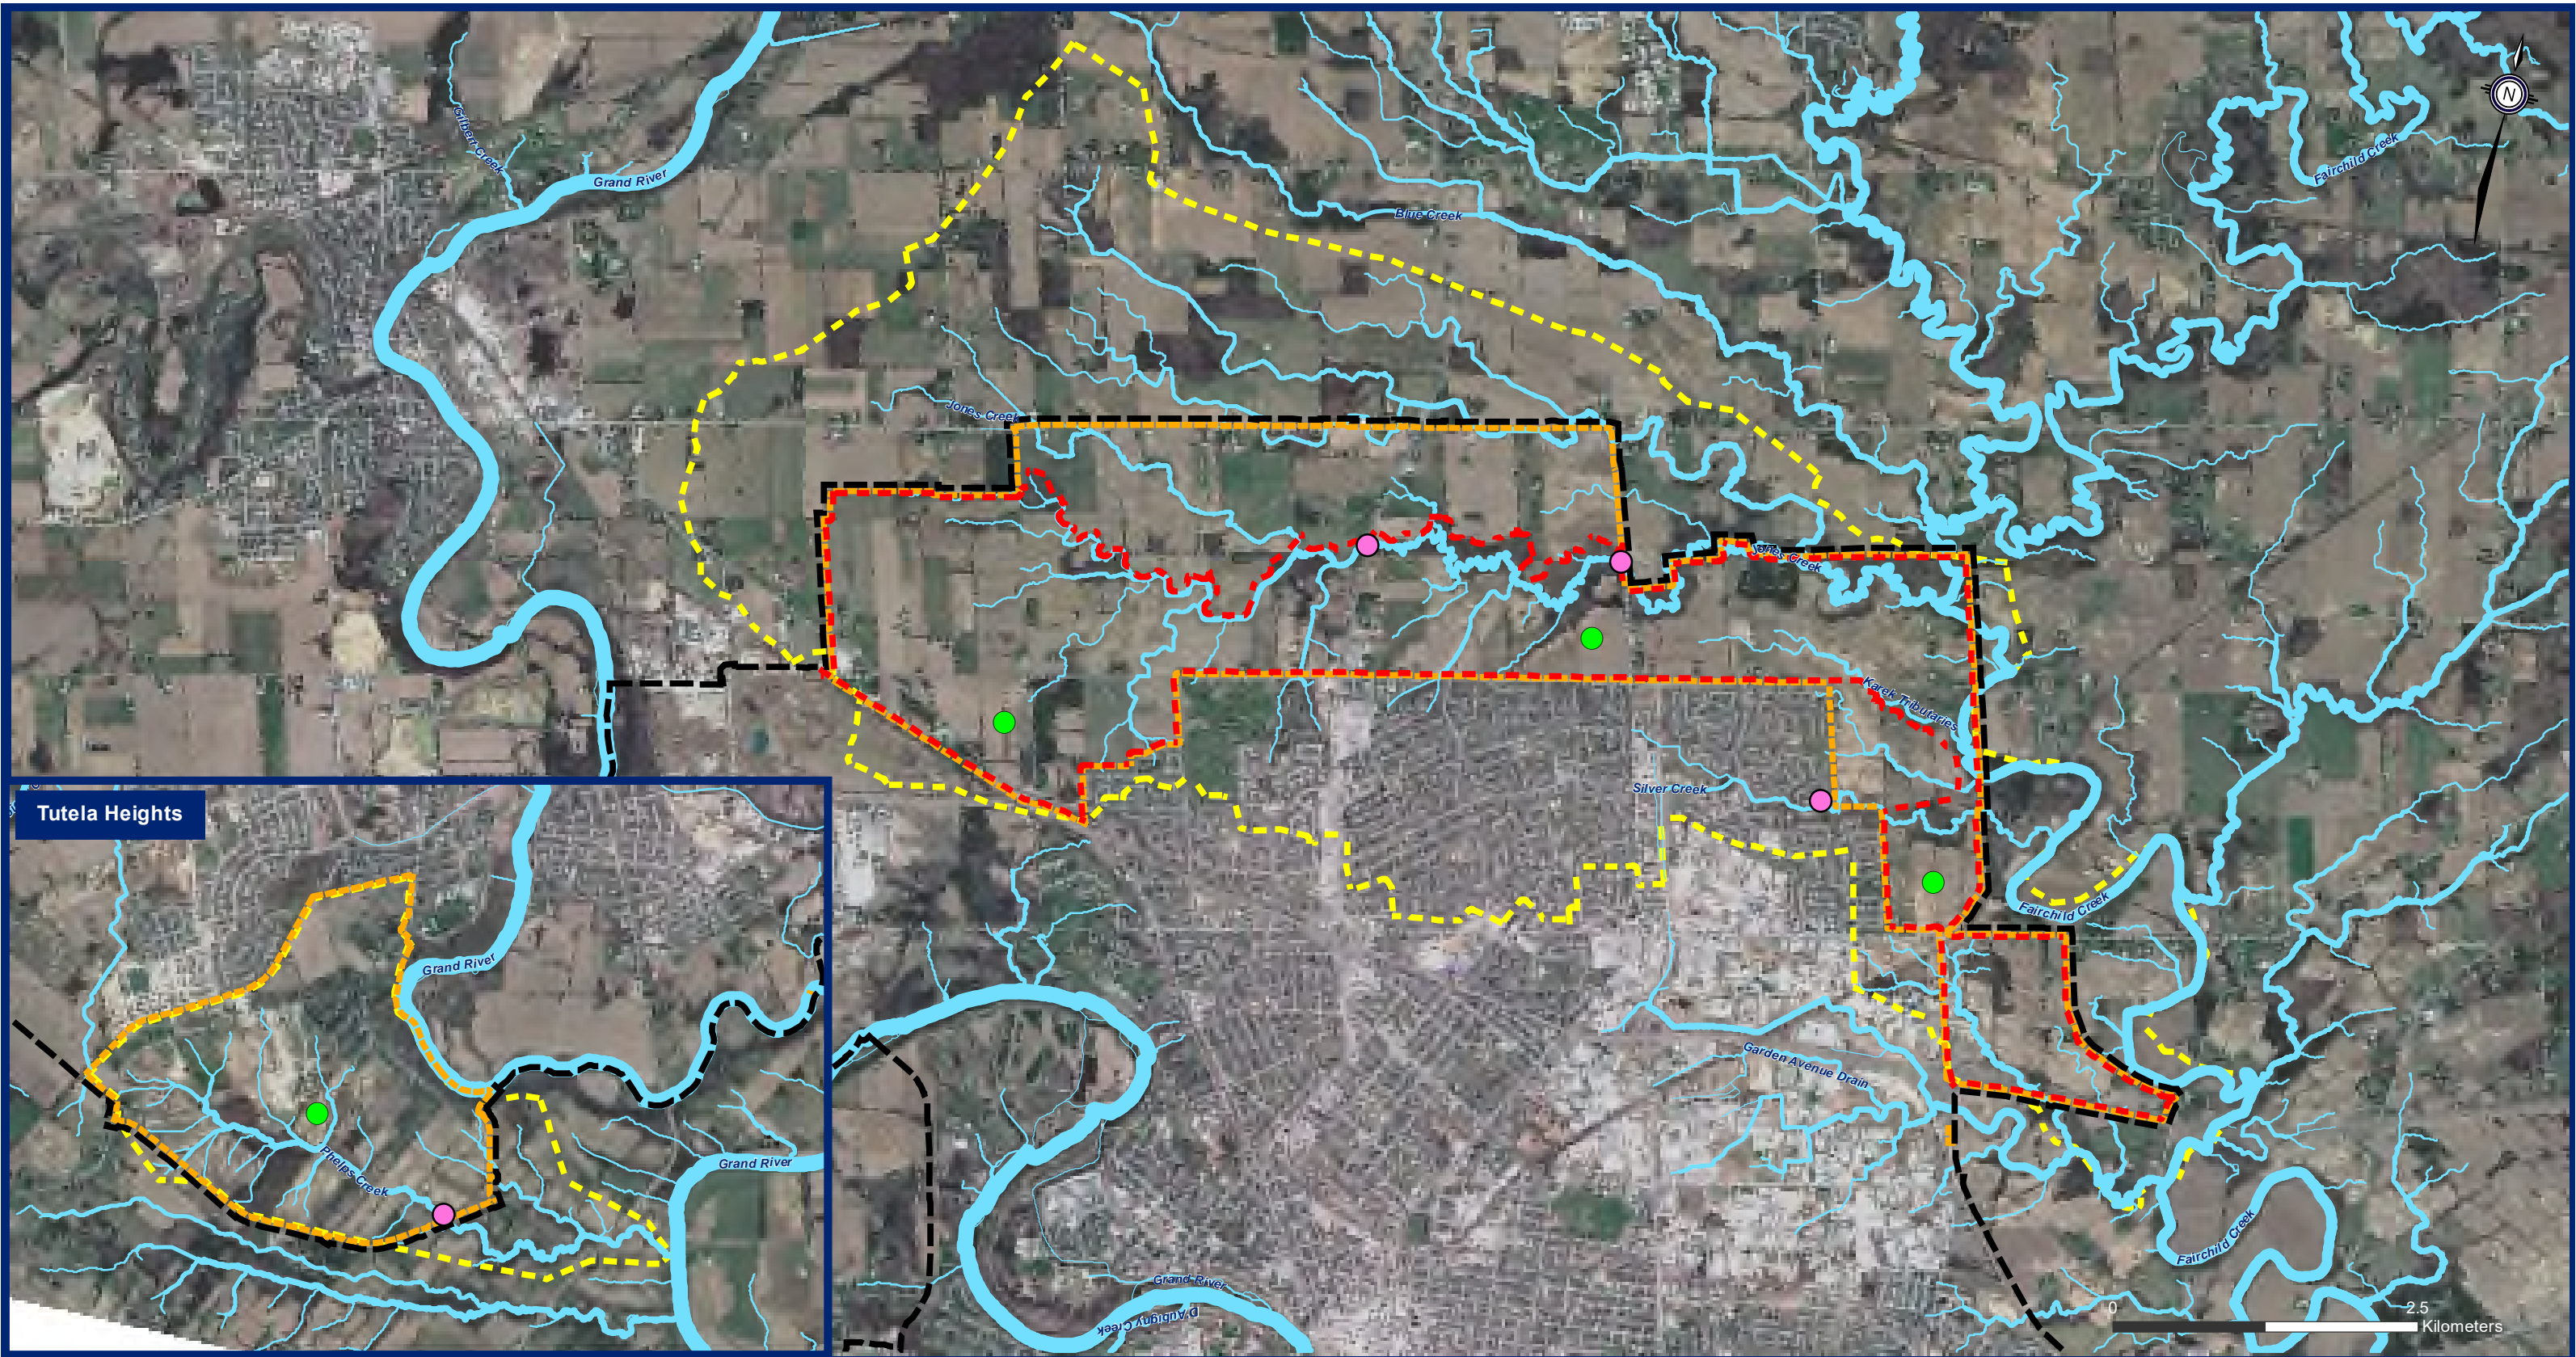 Gilbert Creek
Grand River
Blue Creek
Fairchild Creek
N
Jones Creek
Jones Creek
Karek Tributaries
Silver Creek
Fairchild Creek
Garden Avenue Drain
Fairchild Creek
Grand River
D'Aubigny Creek
0 2.5
Kilometers
Tutela Heights
Grand River
Phelps Creek
Grand River